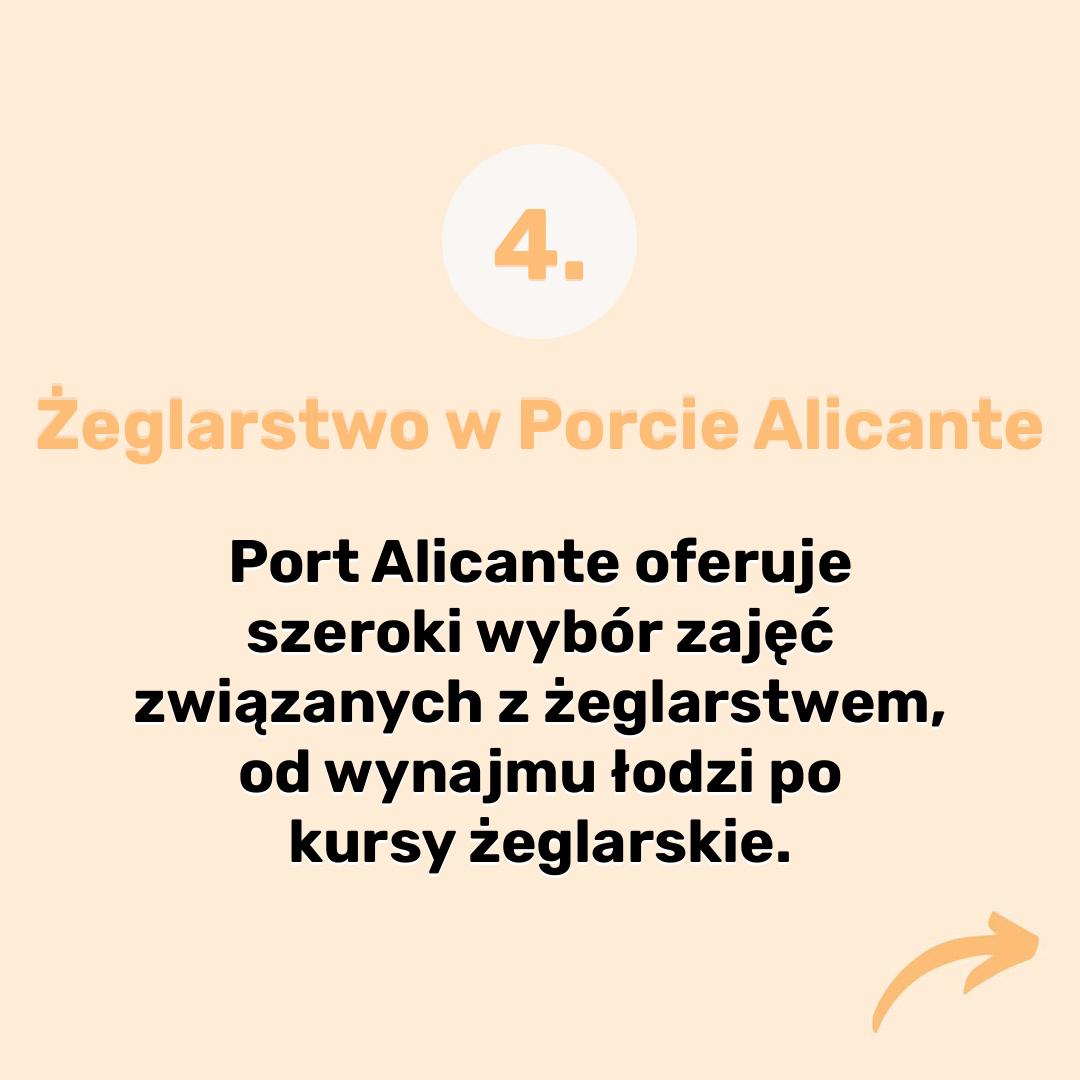 4.
Żeglarstwo w Porcie Alicante
Port Alicante oferuje
szeroki wybór zajęć
związanych z żeglarstwem,
od wynajmu łodzi po
kursy żeglarskie.